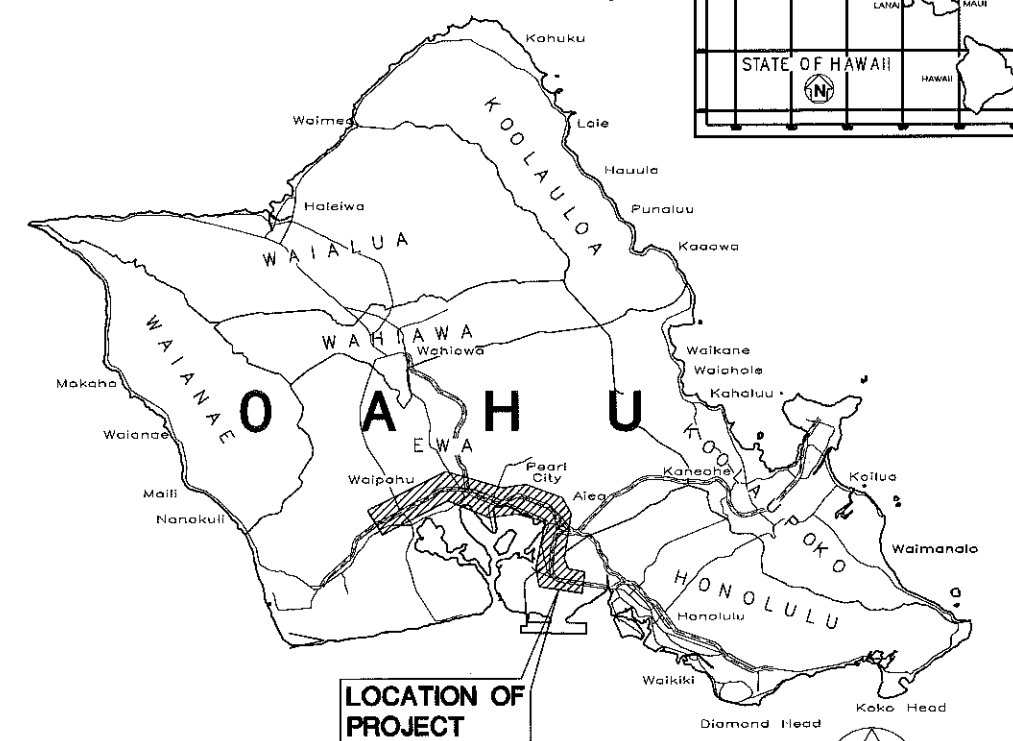 LANAI
MAUI
STATE OF HAWAII
HAWAII
N
Kahuku
KOOLAULOA
Waimea
Laie
Hauula
Haleiwa
Punaluu
WAIALUA
Kaaawa
WAIANAE
WAHIAWA
Wahiawa
Waikane
Waiahole
Makaha
Kahaluu
OAHU
Waianae
EWA
KOOLAUPOKO
Kaneohe
Pearl
City
Waipahu
Aiea
Kailua
Maili
Nanakuli
Waimanalo
HONOLULU
Honolulu
Waikiki
LOCATION OF
PROJECT
Koko Head
Diamond Head